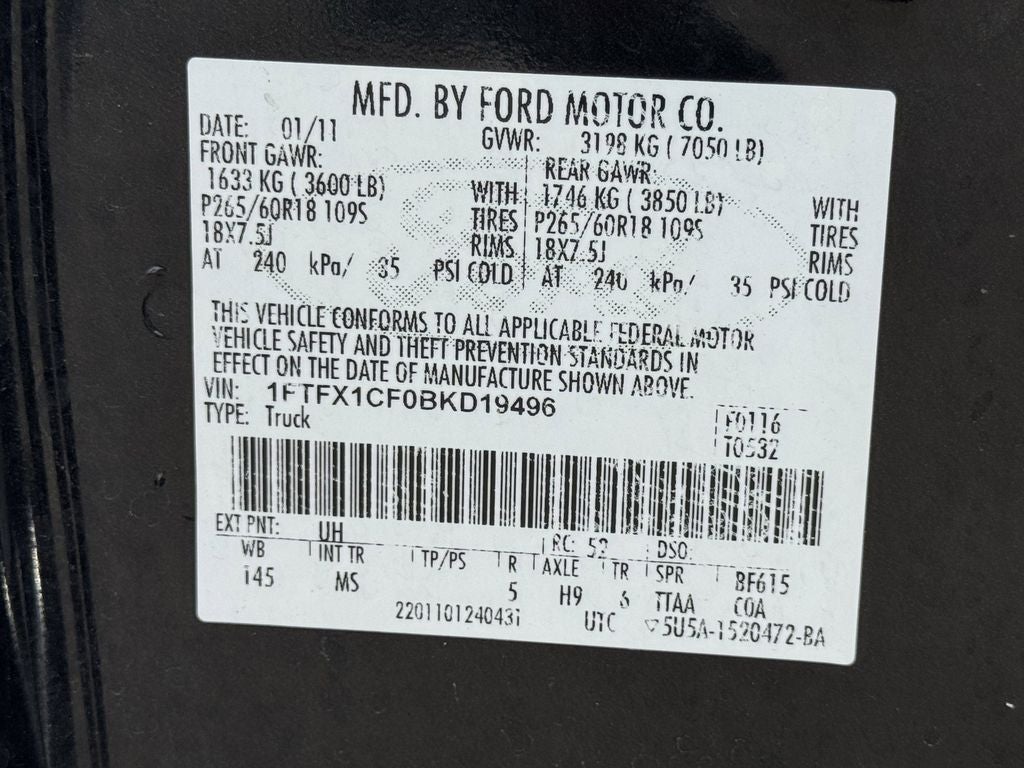 MFD. BY FORD MOTOR CO.
DATE: 01/11 GVWR: 3198 KG ( 7050 LB)
FRONT GAWR: REAR GAWR:
1633 KG ( 3600 LB) WITH 1746 KG ( 3850 LB) WITH
P265/60R18 109S TIRES P265/60R18 109S TIRES
18X7.5J RIMS 18X7.5J RIMS
AT 240 kPa/ 35 PSI COLD AT 240 kPa/ 35 PSI COLD
THIS VEHICLE CONFORMS TO ALL APPLICABLE FEDERAL MOTOR
VEHICLE SAFETY AND THEFT PREVENTION STANDARDS IN
EFFECT ON THE DATE OF MANUFACTURE SHOWN ABOVE.
VIN: 1FTFX1CF0BKD19496
TYPE: Truck
F0116
T0532
EXT PNT: UH RC: 52 DSO:
WB INT TR TP/PS R AXLE TR SPR 8F615
145 MS 5 H9 6 TTAA COA
2201101240431 UTC ▽5U5A-1520472-BA